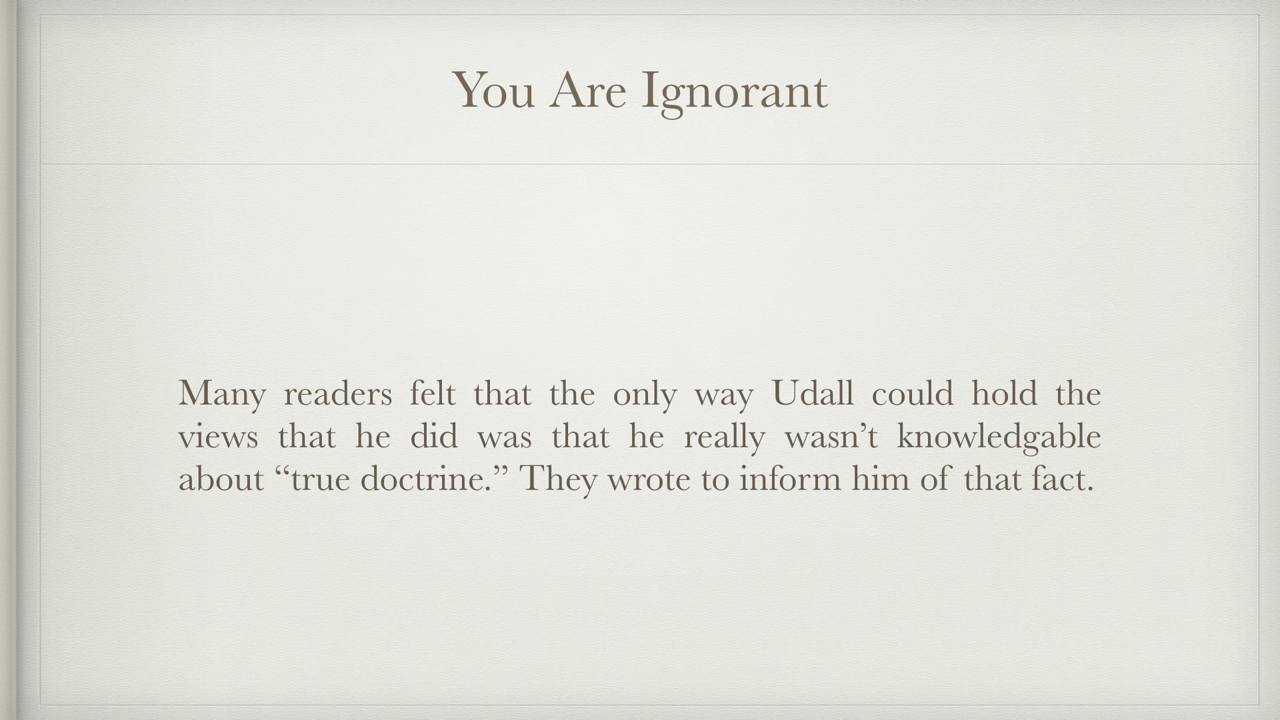 You Are Ignorant
Many readers felt that the only way Udall could hold the
views that he did was that he really wasn’t knowledgable
about “true doctrine.” They wrote to inform him of that fact.